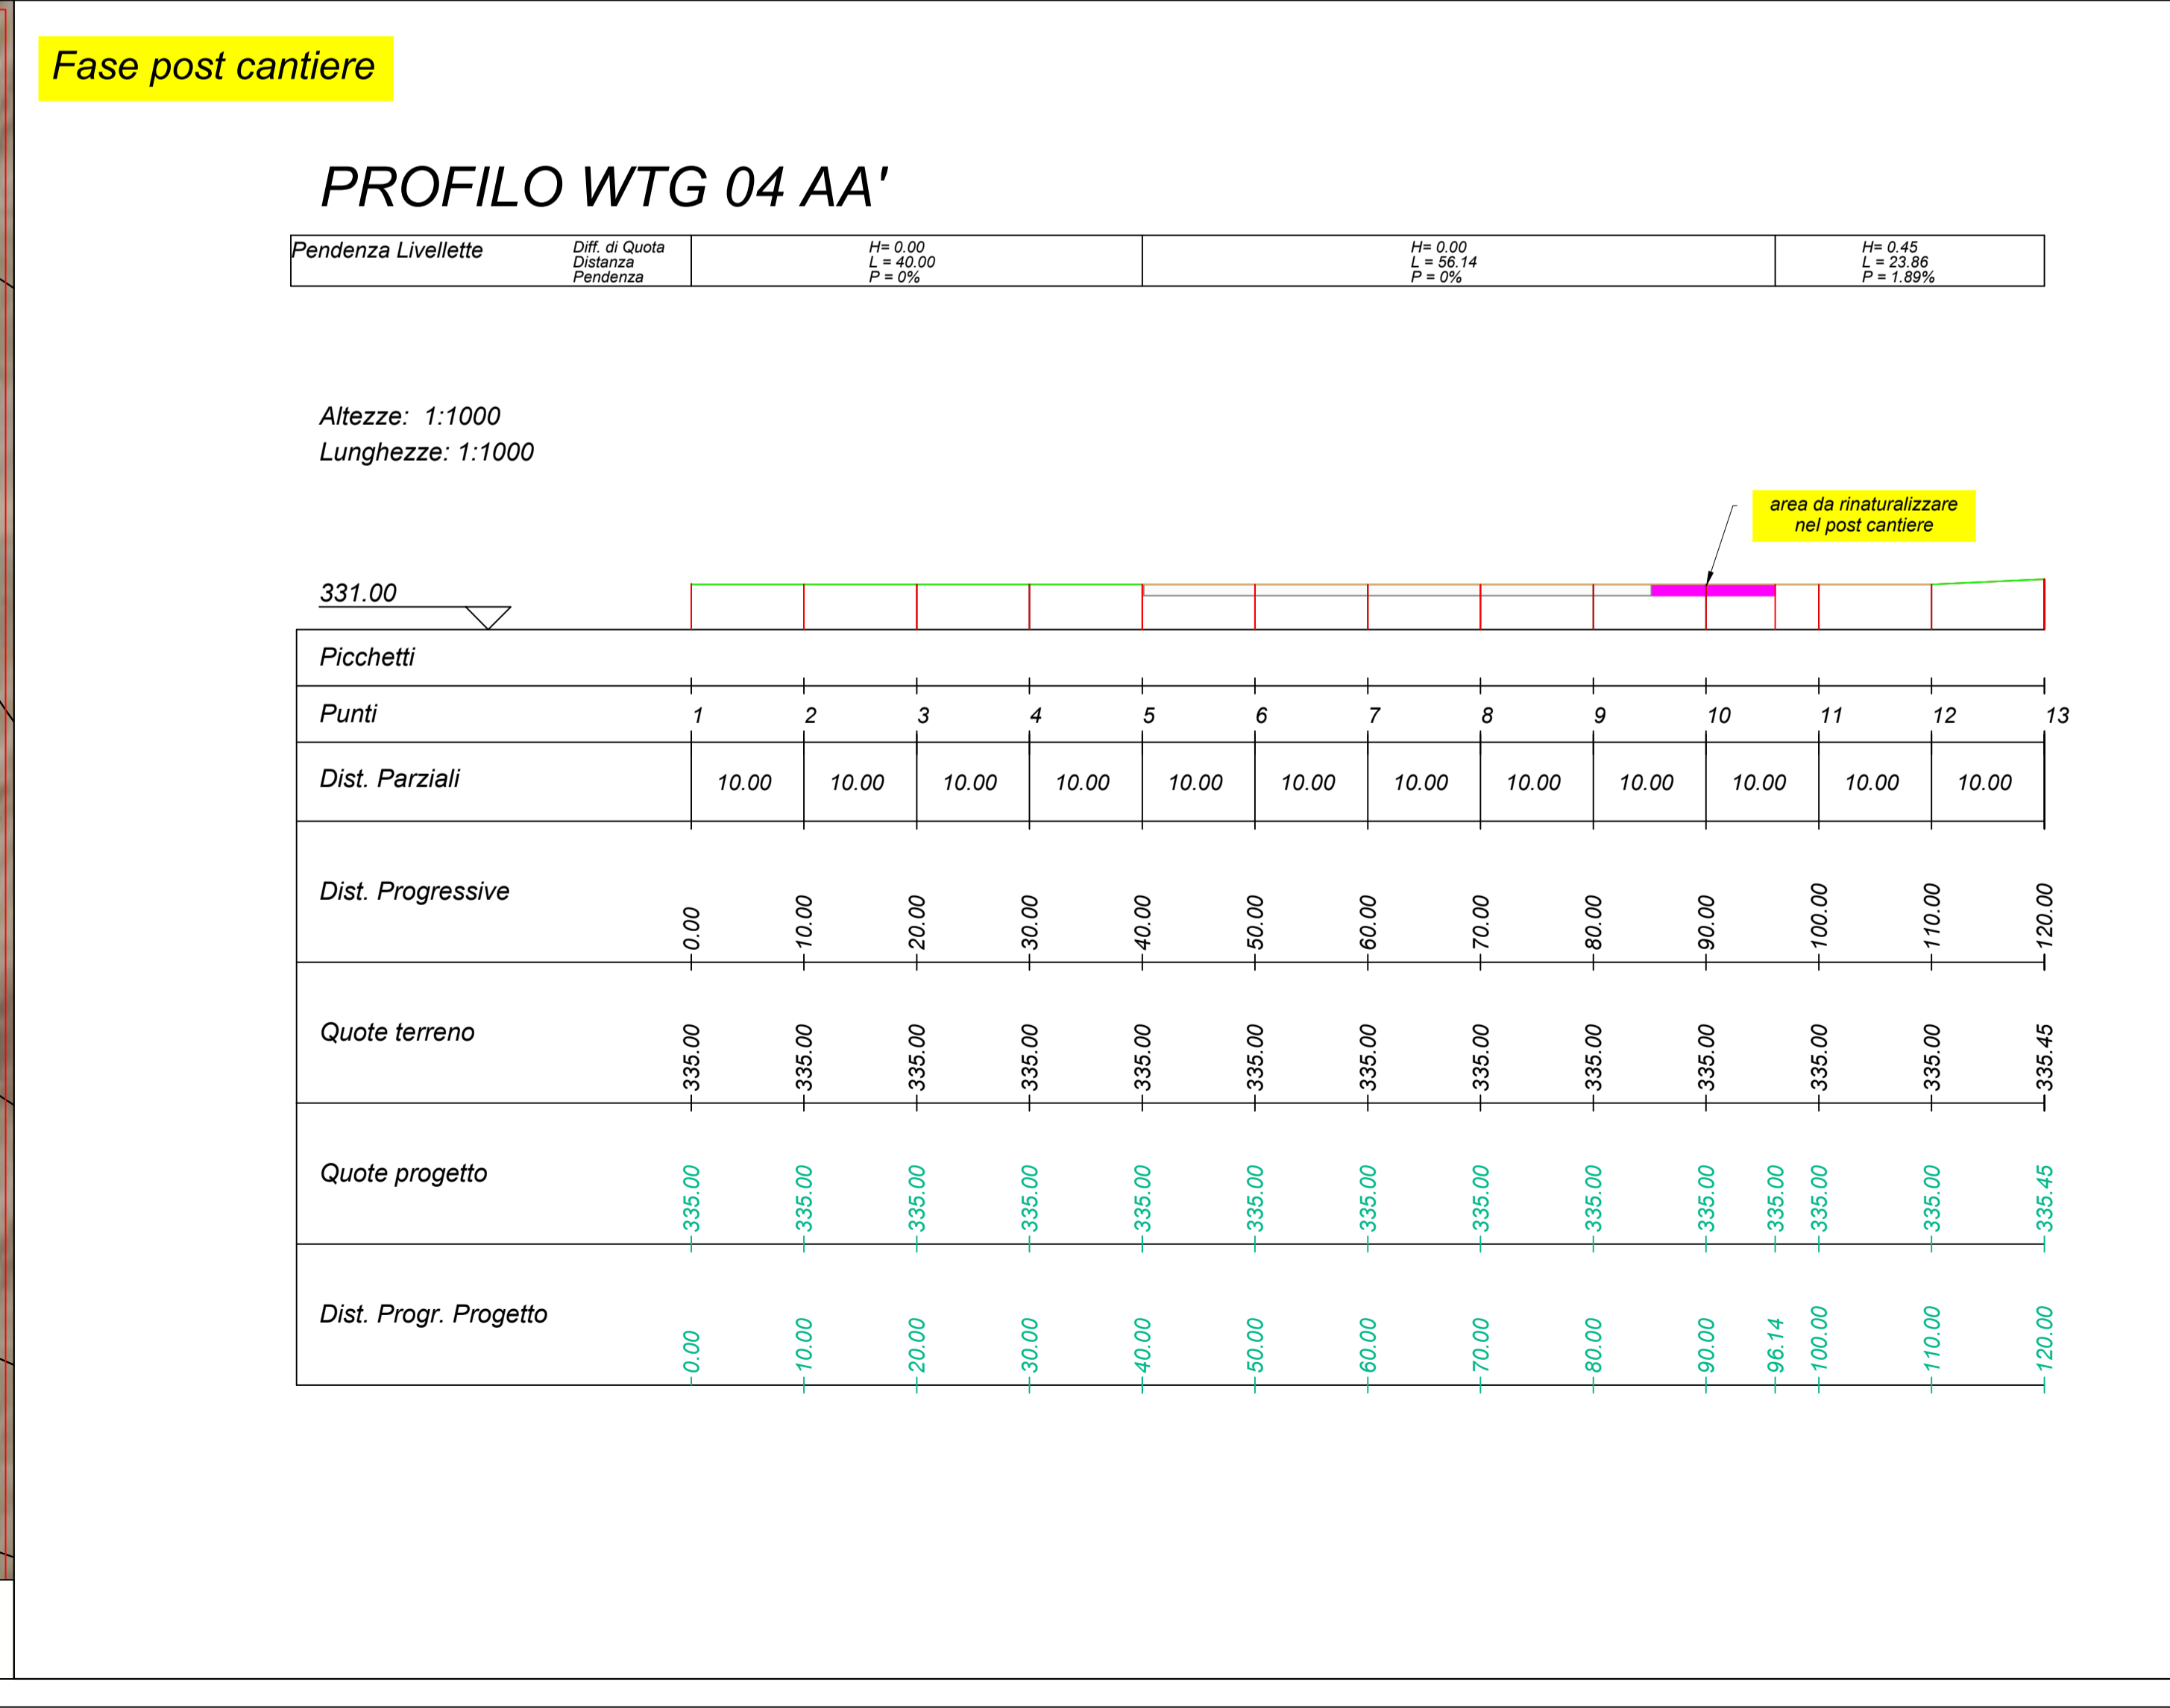 Fase post cantiere
PROFILO WTG 04 AA'
Pendenza Livellette
Diff. di Quota
Distanza
Pendenza
H= 0.00
L = 40.00
P = 0%
H= 0.00
L = 56.14
P = 0%
H= 0.45
L = 23.86
P = 1.89%
Altezze: 1:1000
Lunghezze: 1:1000
area da rinaturalizzare
nel post cantiere
331.00
Picchetti
Punti 1 2 3 4 5 6 7 8 9 10 11 12 13
Dist. Parziali 10.00 10.00 10.00 10.00 10.00 10.00 10.00 10.00 10.00 10.00 10.00 10.00
Dist. Progressive 0.00 10.00 20.00 30.00 40.00 50.00 60.00 70.00 80.00 90.00 100.00 110.00 120.00
Quote terreno 335.00 335.00 335.00 335.00 335.00 335.00 335.00 335.00 335.00 335.00 335.00 335.00 335.45
Quote progetto 335.00 335.00 335.00 335.00 335.00 335.00 335.00 335.00 335.00 335.00 335.00 335.00 335.00 335.45
Dist. Progr. Progetto 0.00 10.00 20.00 30.00 40.00 50.00 60.00 70.00 80.00 90.00 96.14 100.00 110.00 120.00